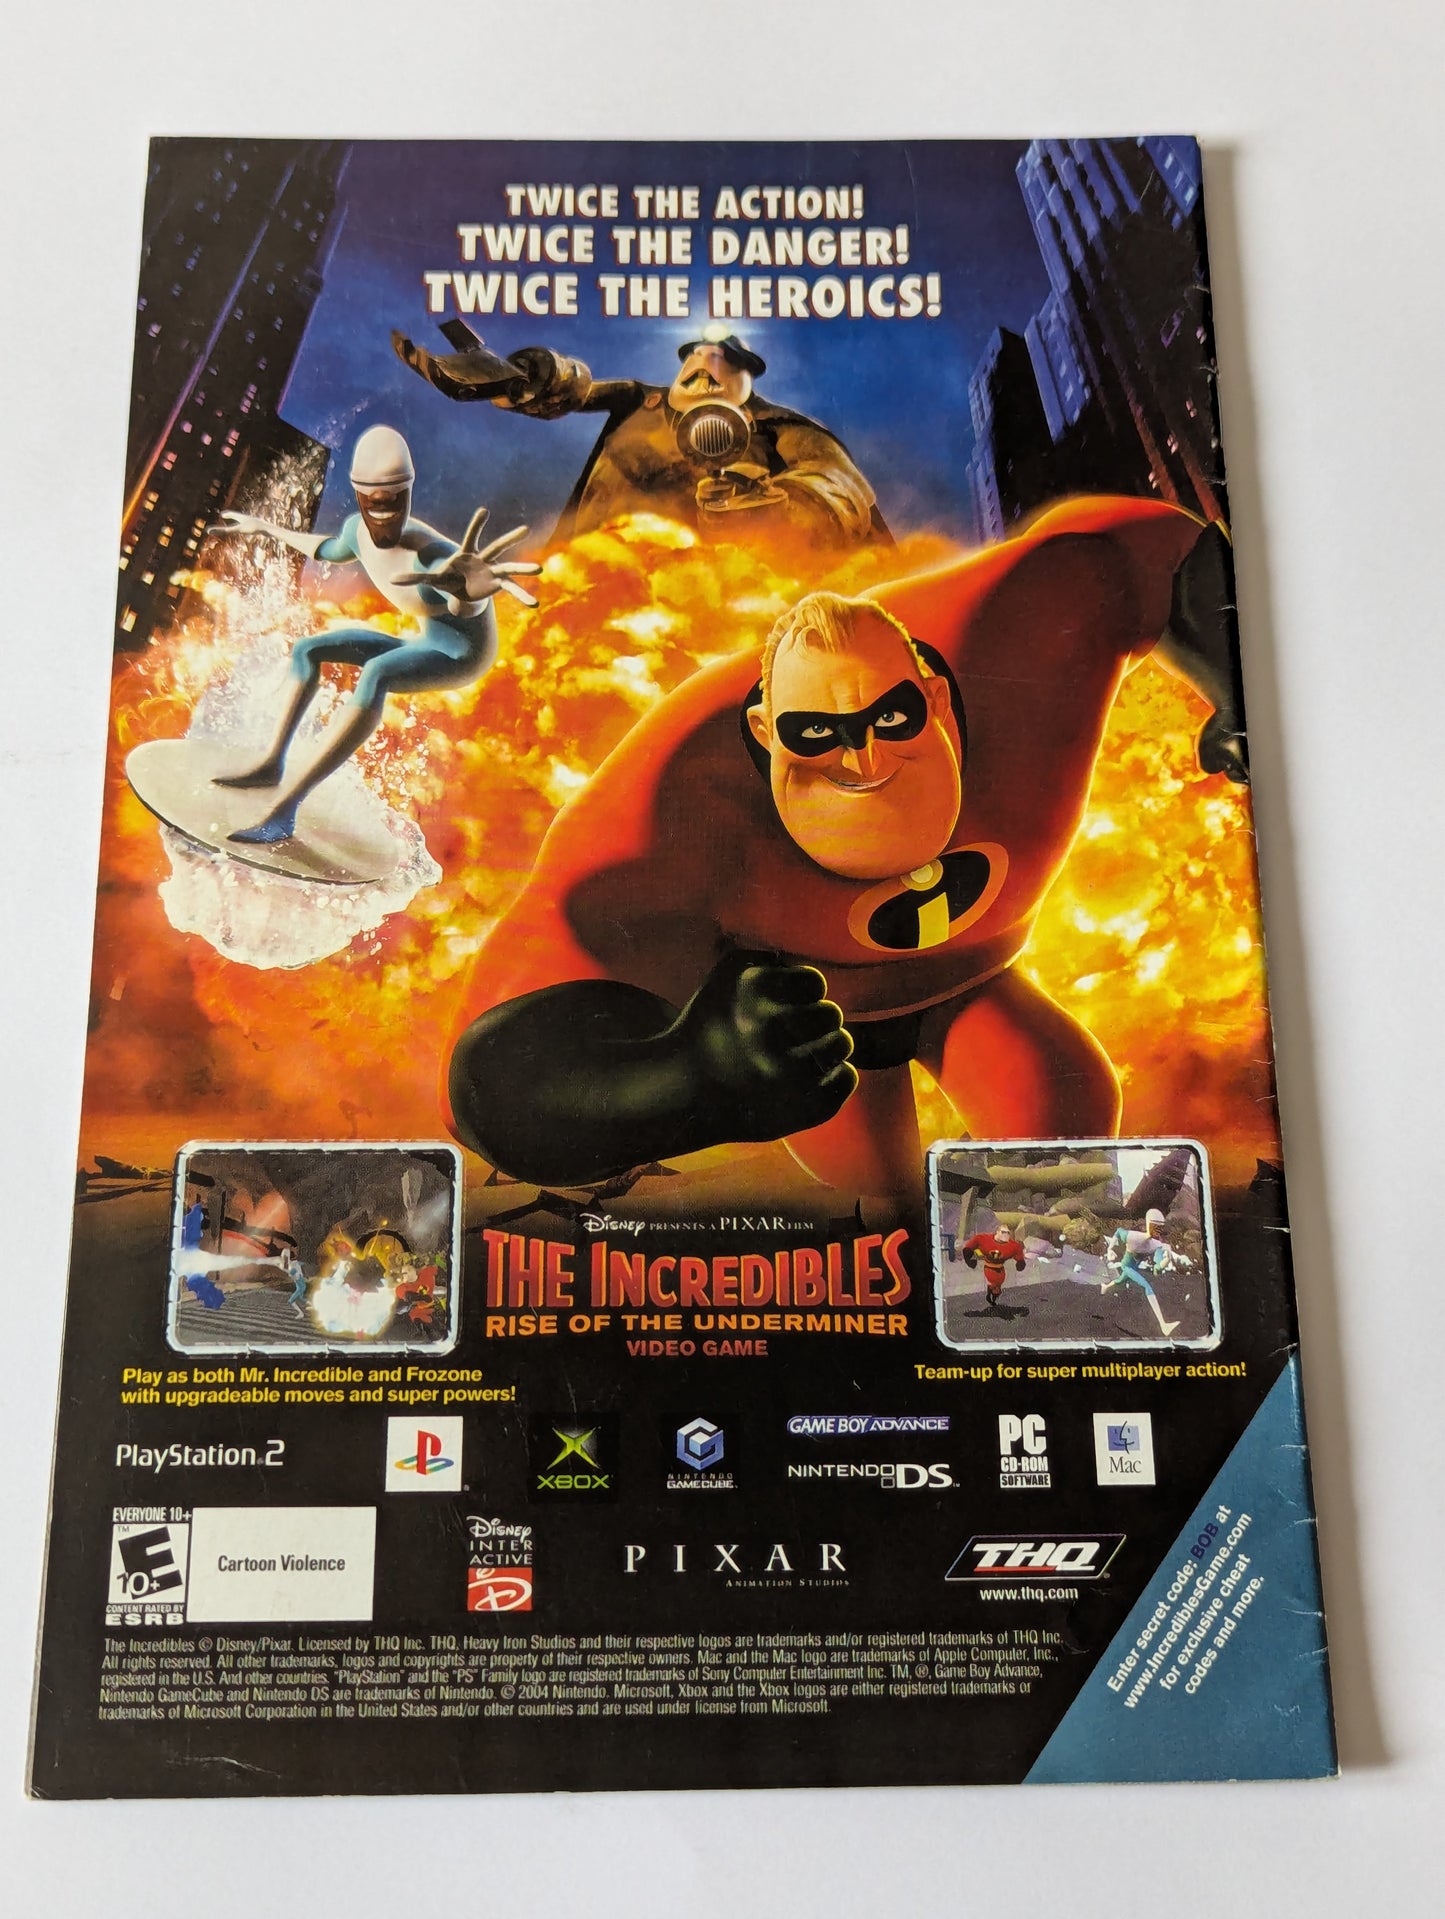 TWICE THE ACTION!
TWICE THE DANGER!
TWICE THE HEROICS!
DISNEY PRESENTS A PIXAR FILM
THE INCREDIBLES
RISE OF THE UNDERMINER
VIDEO GAME
Play as both Mr. Incredible and Frozone
with upgradeable moves and super powers!
Team-up for super multiplayer action!
PlayStation.2
XBOX
NINTENDO
GAMECUBE
GAME BOY ADVANCE
NINTENDO DS
PC
CD-ROM
SOFTWARE
Mac
EVERYONE 10+
TM
E
10+
CONTENT RATED BY
ESRB
Cartoon Violence
DISNEY
INTER
ACTIVE
PIXAR
ANIMATION STUDIOS
THQ
www.thq.com
Enter secret code: BOB at
www.IncrediblesGame.com
for exclusive cheat
codes and more.
The Incredibles © Disney/Pixar. Licensed by THQ Inc. THQ, Heavy Iron Studios and their respective logos are trademarks and/or registered trademarks of THQ Inc.
All rights reserved. All other trademarks, logos and copyrights are property of their respective owners. Mac and the Mac logo are trademarks of Apple Computer, Inc.,
registered in the U.S. And other countries. "PlayStation" and the "PS" Family logo are registered trademarks of Sony Computer Entertainment Inc. TM, ®, Game Boy Advance,
Nintendo GameCube and Nintendo DS are trademarks of Nintendo. © 2004 Nintendo. Microsoft, Xbox and the Xbox logos are either registered trademarks or
trademarks of Microsoft Corporation in the United States and/or other countries and are used under license from Microsoft.